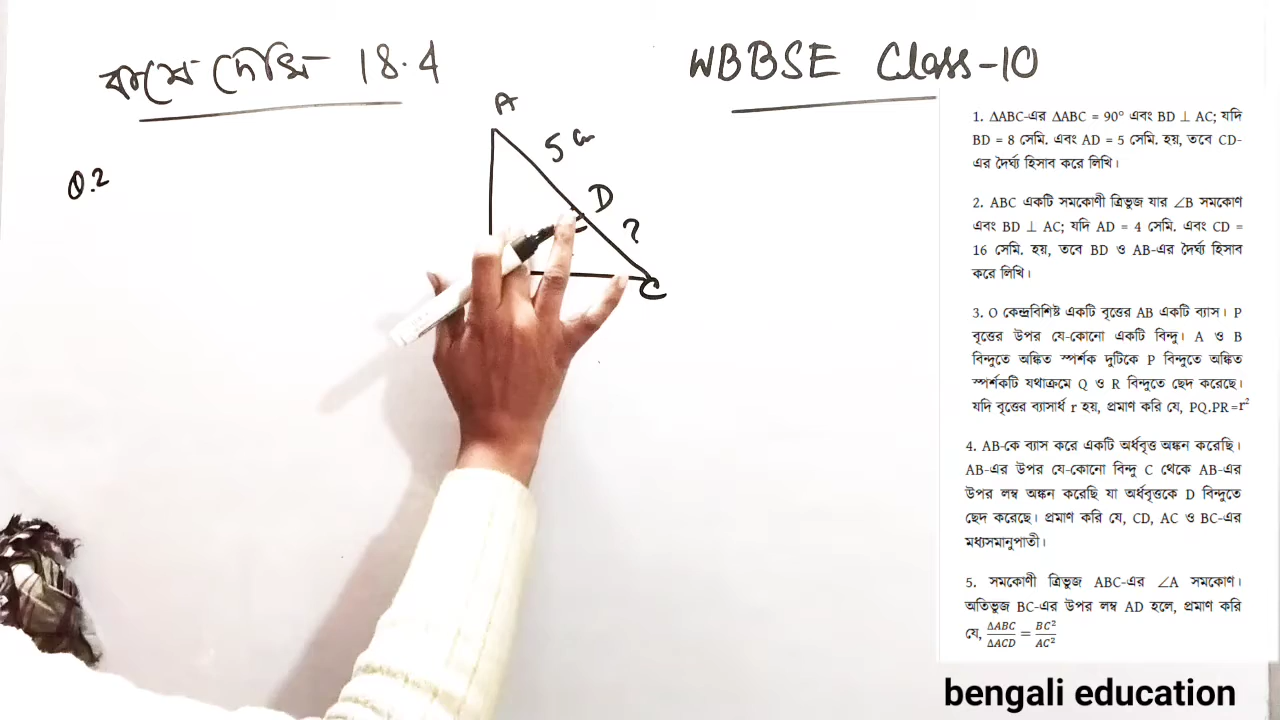 কষে দেখি- 18.4
WBBSE Class-10
Q.2
A
5 cm
D
?
C
1. ΔABC-এর ΔABC = 90° এবং BD ⊥ AC; যদি
BD = 8 সেমি. এবং AD = 5 সেমি. হয়, তবে CD-
এর দৈর্ঘ্য হিসাব করে লিখি।
2. ABC একটি সমকোণী ত্রিভুজ যার ∠B সমকোণ
এবং BD ⊥ AC; যদি AD = 4 সেমি. এবং CD =
16 সেমি. হয়, তবে BD ও AB-এর দৈর্ঘ্য হিসাব
করে লিখি।
3. O কেন্দ্রবিশিষ্ট একটি বৃত্তের AB একটি ব্যাস। P
বৃত্তের উপর যে-কোনো একটি বিন্দু। A ও B
বিন্দুতে অঙ্কিত স্পর্শক দুটিকে P বিন্দুতে অঙ্কিত
স্পর্শকটি যথাক্রমে Q ও R বিন্দুতে ছেদ করেছে।
যদি বৃত্তের ব্যাসার্ধ r হয়, প্রমাণ করি যে, PQ.PR=r²
4. AB-কে ব্যাস করে একটি অর্ধবৃত্ত অঙ্কন করেছি।
AB-এর উপর যে-কোনো বিন্দু C থেকে AB-এর
উপর লম্ব অঙ্কন করেছি যা অর্ধবৃত্তকে D বিন্দুতে
ছেদ করেছে। প্রমাণ করি যে, CD, AC ও BC-এর
মধ্যসমানুপাতী।
5. সমকোণী ত্রিভুজ ABC-এর ∠A সমকোণ।
অতিভুজ BC-এর উপর লম্ব AD হলে, প্রমাণ করি
যে, ΔABC/ΔACD = BC²/AC²
bengali education